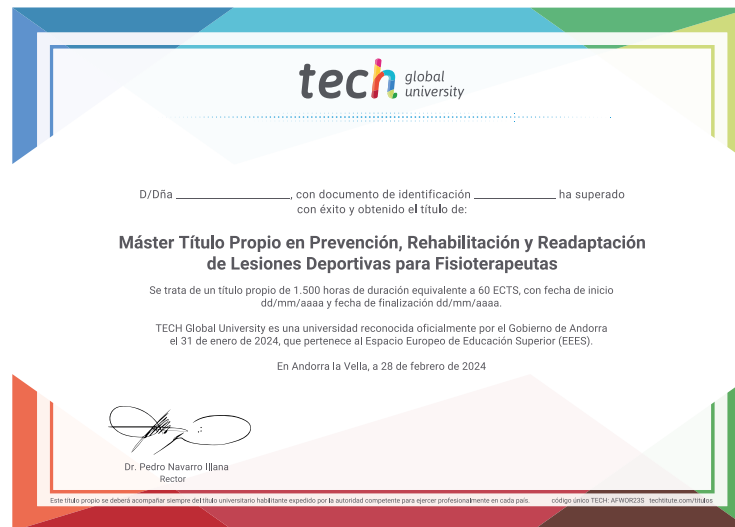 tech global university
D/Dña ____________________, con documento de identificación ______________ ha superado
con éxito y obtenido el título de:
Máster Título Propio en Prevención, Rehabilitación y Readaptación
de Lesiones Deportivas para Fisioterapeutas
Se trata de un título propio de 1.500 horas de duración equivalente a 60 ECTS, con fecha de inicio
dd/mm/aaaa y fecha de finalización dd/mm/aaaa.
TECH Global University es una universidad reconocida oficialmente por el Gobierno de Andorra
el 31 de enero de 2024, que pertenece al Espacio Europeo de Educación Superior (EEES).
En Andorra la Vella, a 28 de febrero de 2024
Dr. Pedro Navarro Illana
Rector
Este título propio se deberá acompañar siempre del título universitario habilitante expedido por la autoridad competente para ejercer profesionalmente en cada país. código único TECH: AFWOR23S techtitute.com/titulos